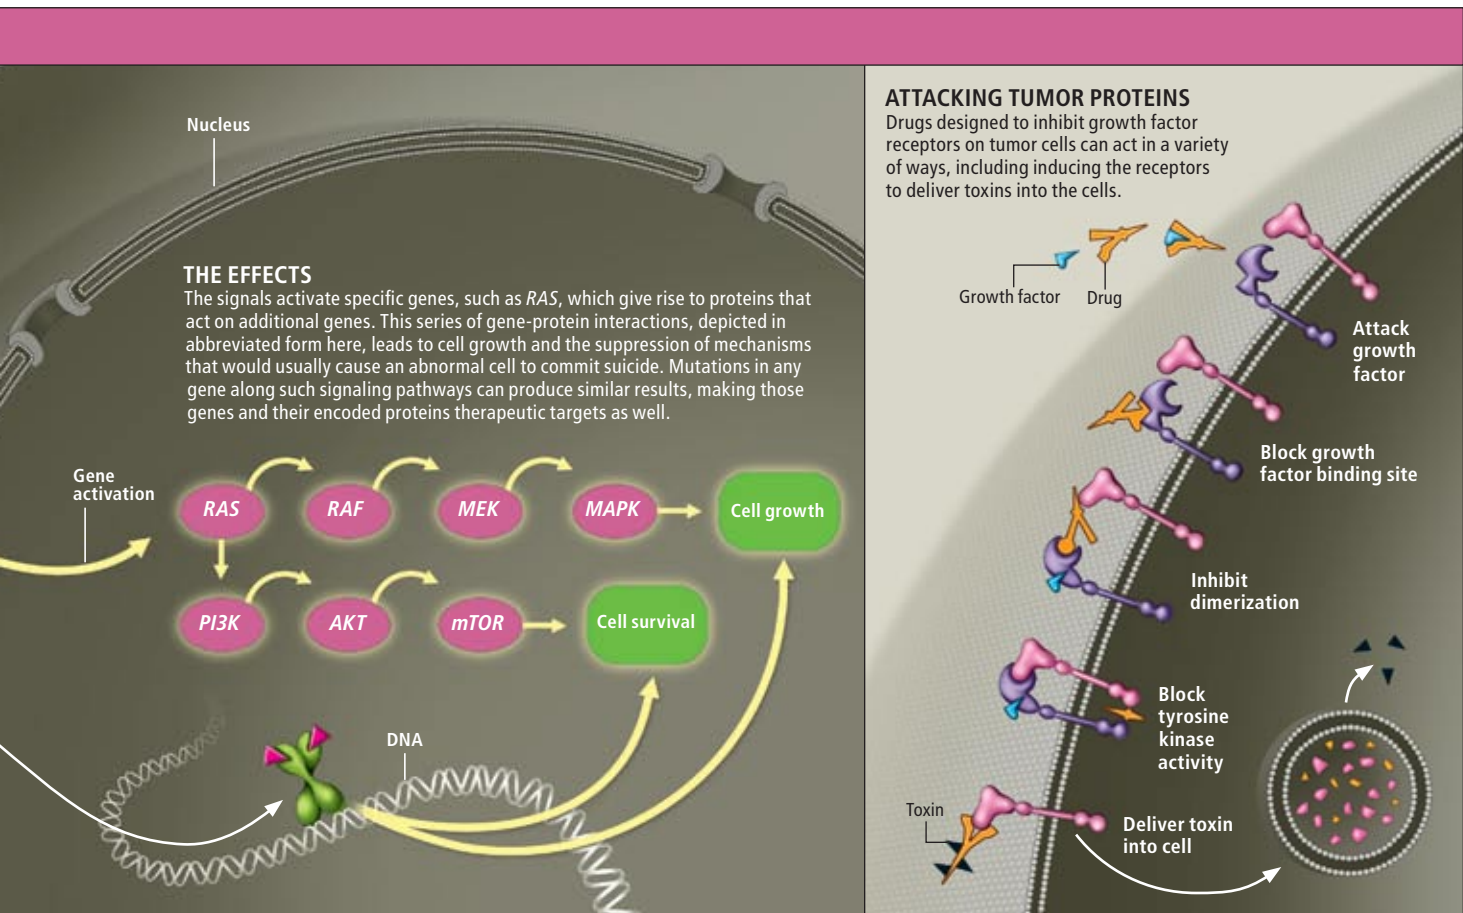 Nucleus
THE EFFECTS
The signals activate specific genes, such as RAS, which give rise to proteins that
act on additional genes. This series of gene-protein interactions, depicted in
abbreviated form here, leads to cell growth and the suppression of mechanisms
that would usually cause an abnormal cell to commit suicide. Mutations in any
gene along such signaling pathways can produce similar results, making those
genes and their encoded proteins therapeutic targets as well.
Gene
activation
RAS
RAF
MEK
MAPK
Cell growth
PI3K
AKT
mTOR
Cell survival
DNA
ATTACKING TUMOR PROTEINS
Drugs designed to inhibit growth factor
receptors on tumor cells can act in a variety
of ways, including inducing the receptors
to deliver toxins into the cells.
Growth factor
Drug
Attack
growth
factor
Block growth
factor binding site
Inhibit
dimerization
Block
tyrosine
kinase
activity
Toxin
Deliver toxin
into cell